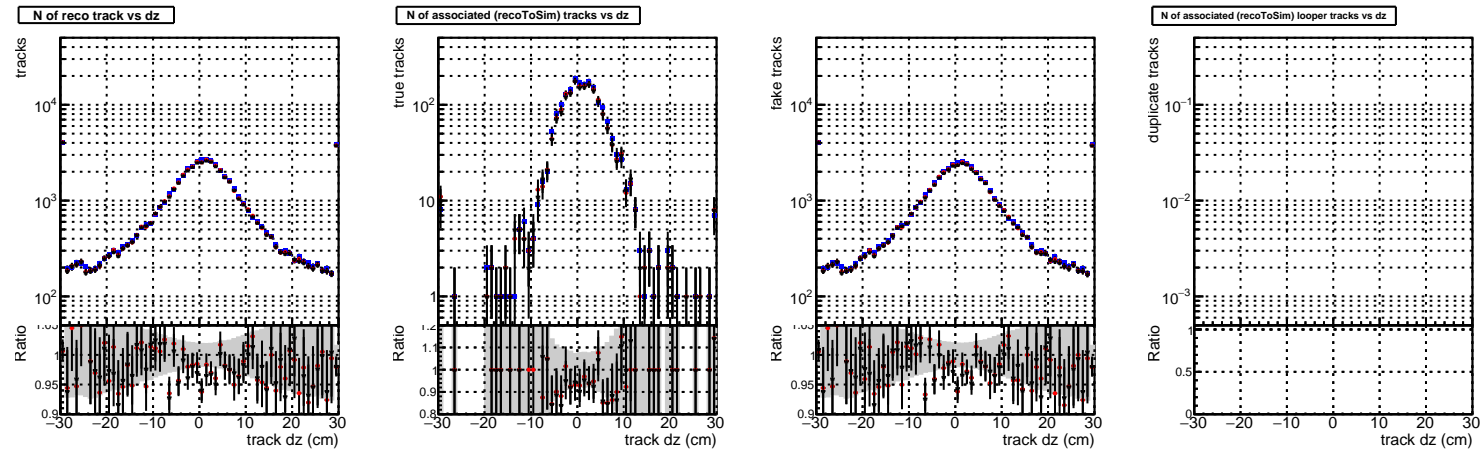 N of reco track vs dz
tracks
10^4
10^3
10^2
Ratio
1.05
1
0.95
0.9
−30 −20 −10 0 10 20 30
track dz (cm)
N of associated (recoToSim) tracks vs dz
true tracks
10^2
10
1
Ratio
1.2
1.1
1
0.9
0.8
−30 −20 −10 0 10 20 30
track dz (cm)
fake tracks
10^4
10^3
10^2
Ratio
1.05
1
0.95
0.9
−30 −20 −10 0 10 20 30
track dz (cm)
N of associated (recoToSim) looper tracks vs dz
duplicate tracks
10^−1
10^−2
10^−3
Ratio
1
0.5
0
−30 −20 −10 0 10 20 30
track dz (cm)